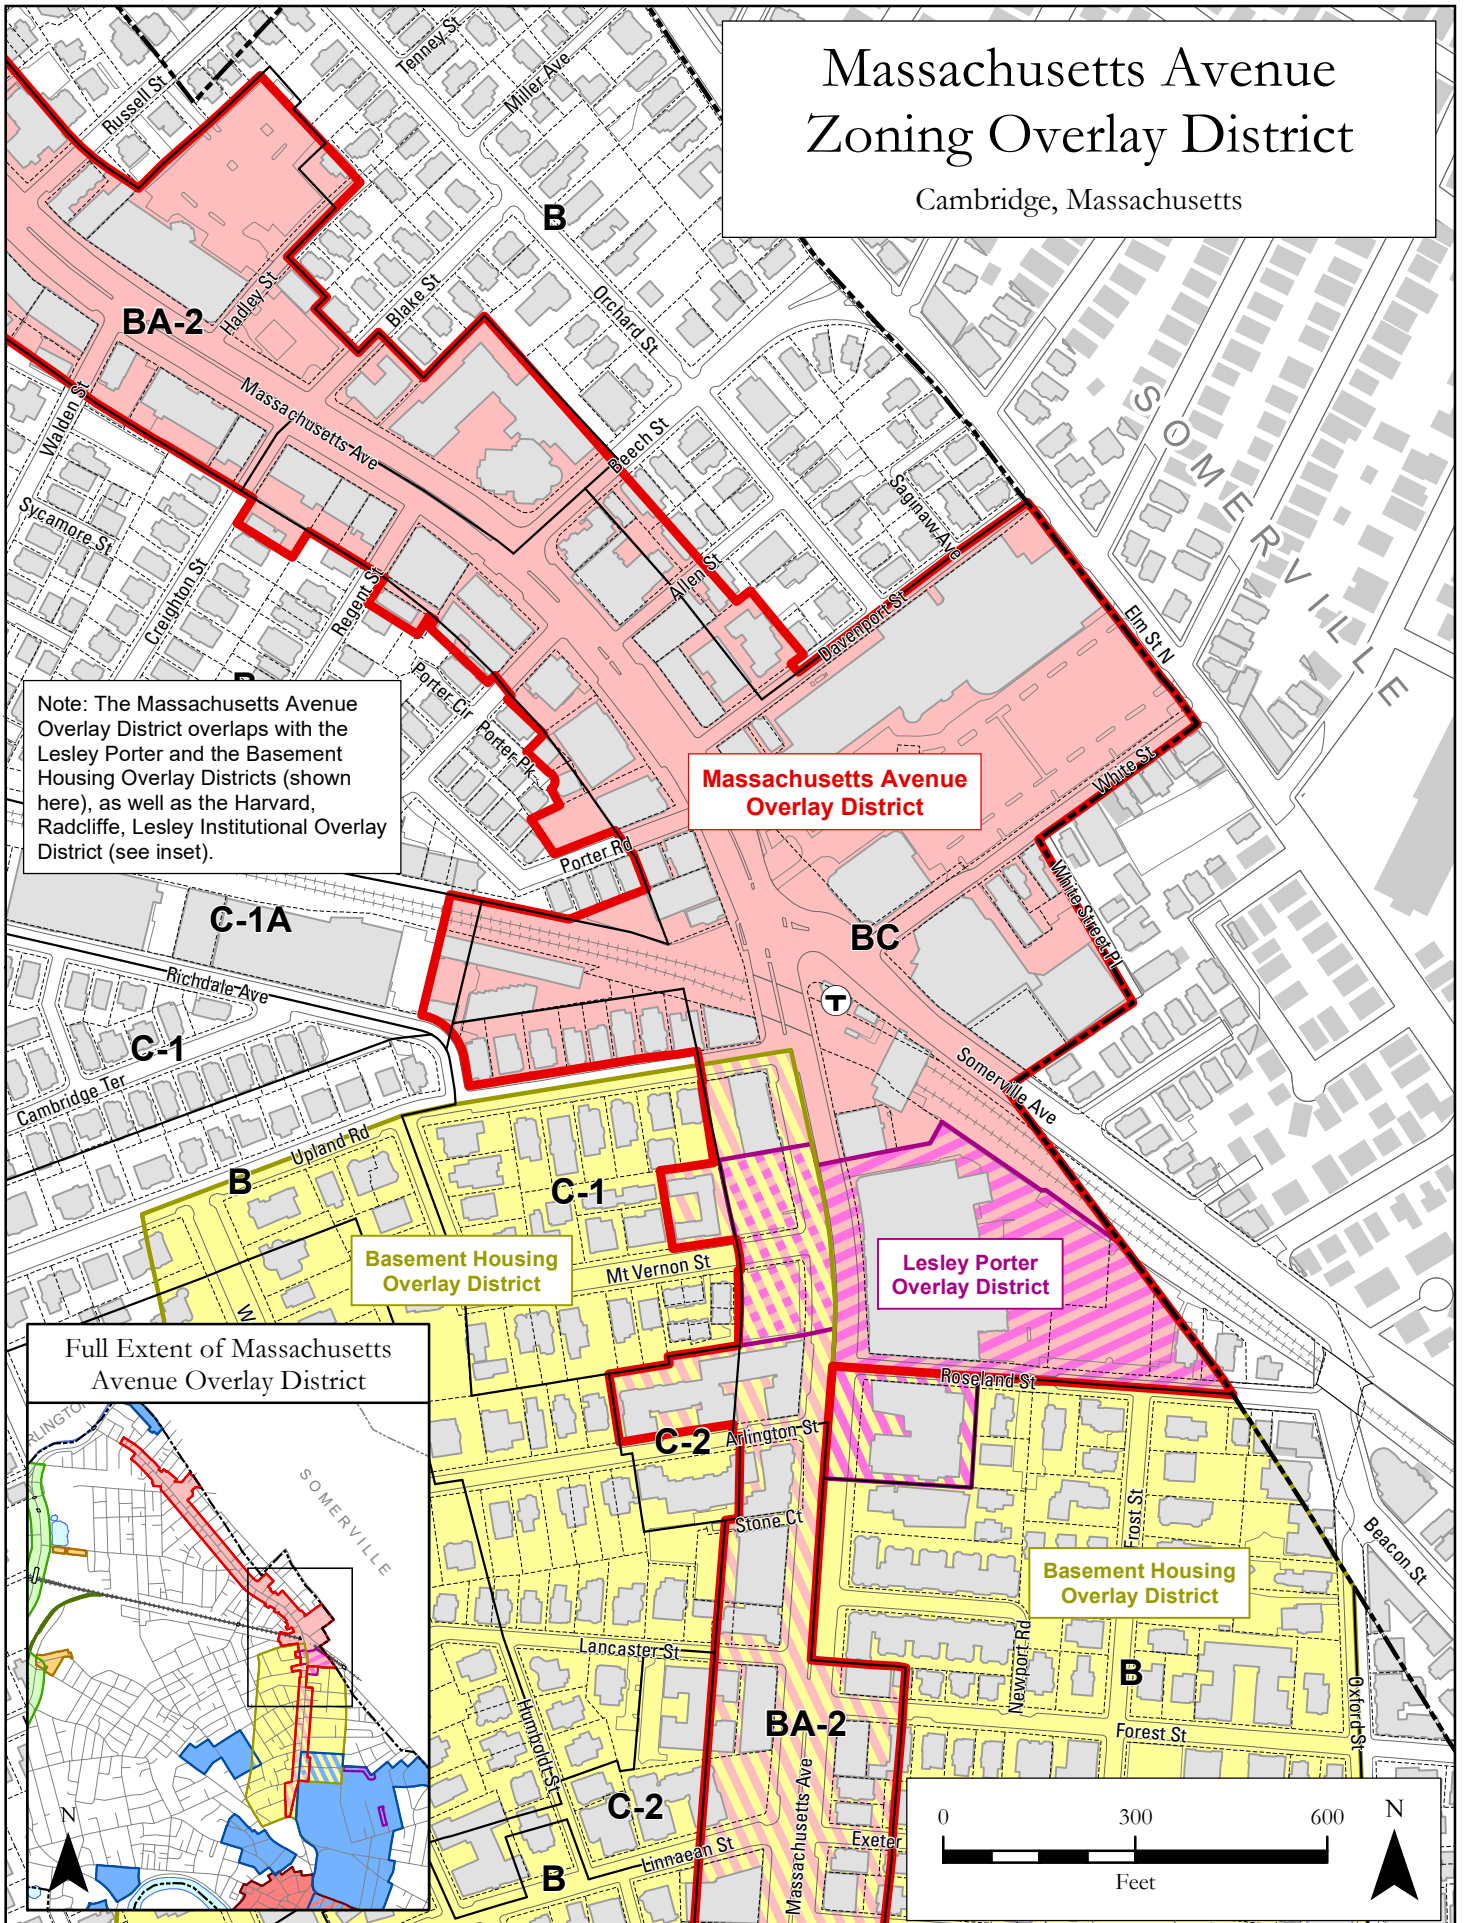 Massachusetts Avenue
Zoning Overlay District
Cambridge, Massachusetts
Tenney St
Miller Ave
Russell St
B
Orchard St
Blake St
Hadley St
BA-2
Massachusetts Ave
Walden St
Beech St
SOMERVILLE
Saginaw Ave
Sycamore St
Creighton St
Regent St
Allen St
Davenport St
Elm St N
Porter Cir
Porter Pk
White St
Note: The Massachusetts Avenue
Overlay District overlaps with the
Lesley Porter and the Basement
Housing Overlay Districts (shown
here), as well as the Harvard,
Radcliffe, Lesley Institutional Overlay
District (see inset).
Massachusetts Avenue
Overlay District
Porter Rd
White Street Pl
C-1A
BC
Richdale Ave
T
C-1
Cambridge Ter
Somerville Ave
Upland Rd
B
C-1
Basement Housing
Overlay District
Mt Vernon St
Lesley Porter
Overlay District
W
Full Extent of Massachusetts
Avenue Overlay District
RLINGTO
SOMERVILLE
N
Roseland St
C-2
Arlington St
Stone Ct
Frost St
Beacon St
Basement Housing
Overlay District
Lancaster St
Newport Rd
B
Oxford St
Humboldt St
BA-2
Forest St
Massachusetts Ave
C-2
Exeter
Linnaean St
B
0 300 600
Feet
N